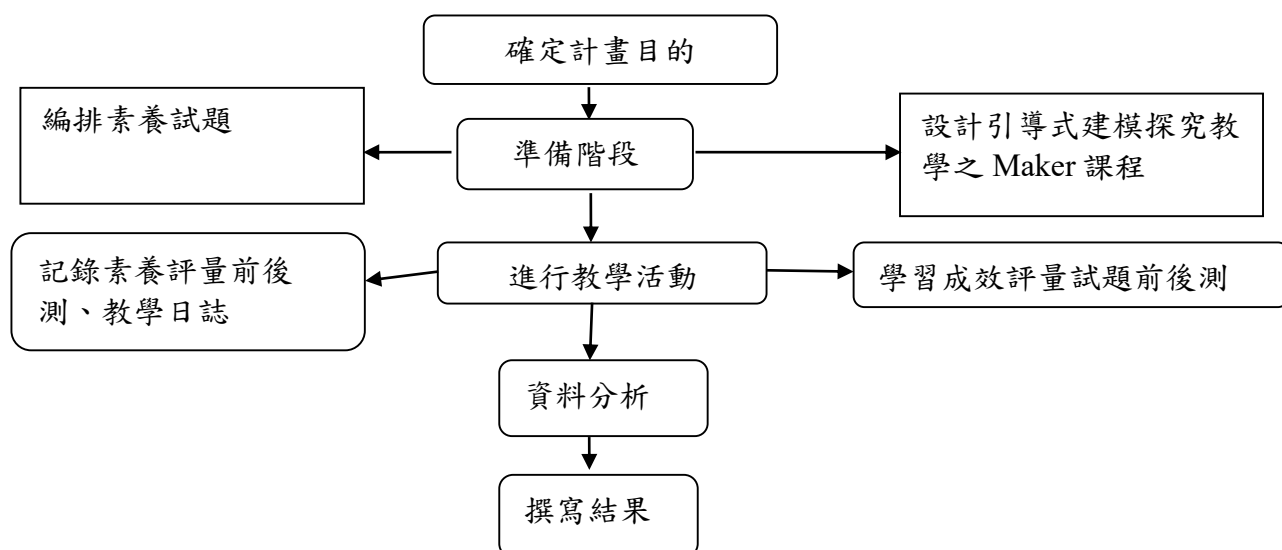 確定計畫目的
編排素養試題
準備階段
設計引導式建模探究教
學之 Maker 課程
記錄素養評量前後
測、教學日誌
進行教學活動
學習成效評量試題前後測
資料分析
撰寫結果